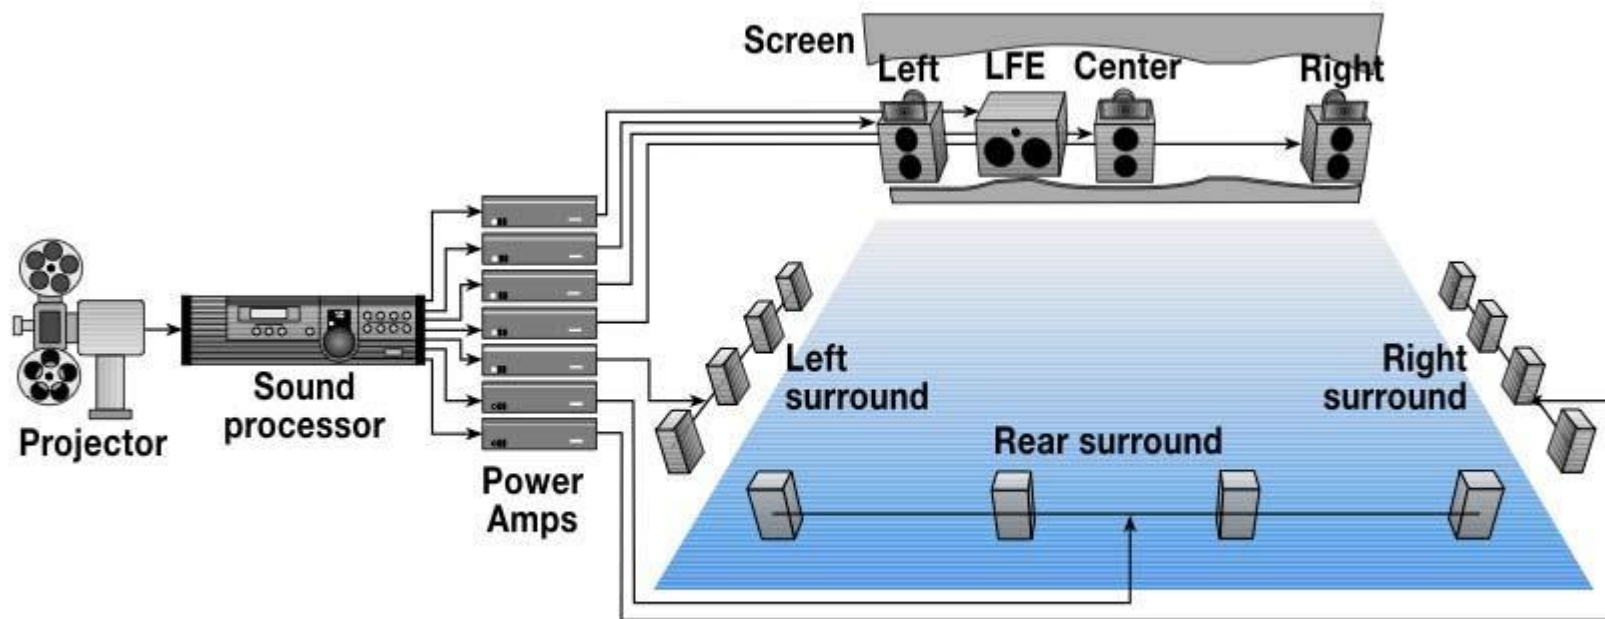 Screen
Left
LFE
Center
Right
Projector
Sound
processor
Power
Amps
Left
surround
Right
surround
Rear surround